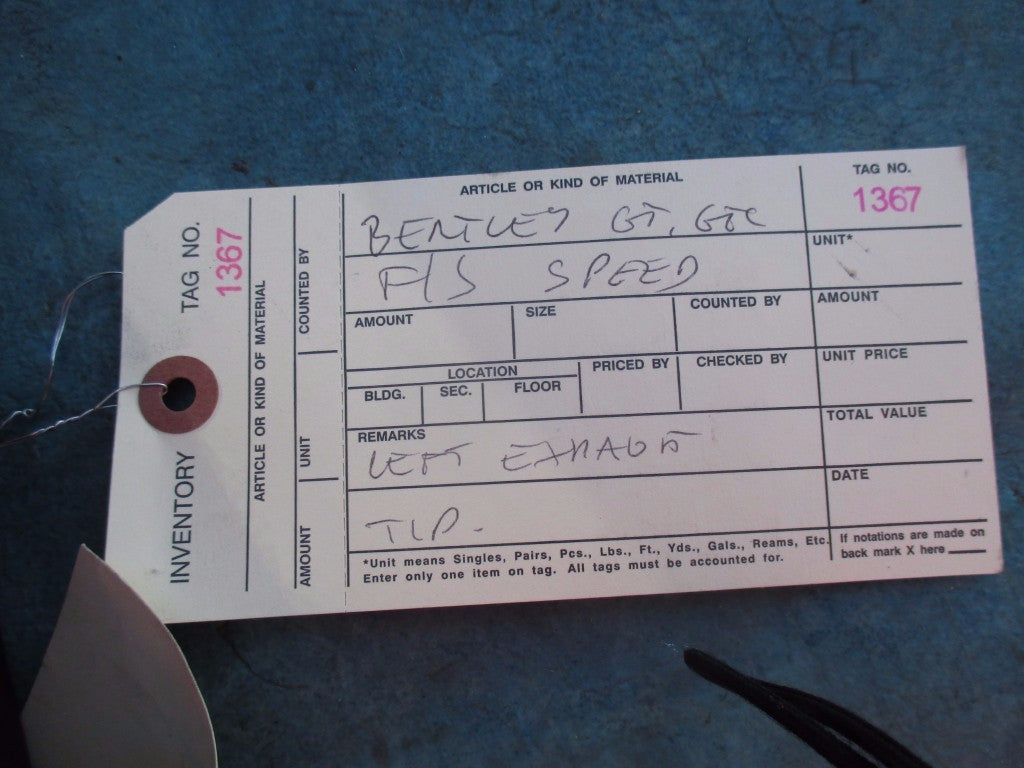 INVENTORY TAG NO. 1367
ARTICLE OR KIND OF MATERIAL
AMOUNT UNIT COUNTED BY
ARTICLE OR KIND OF MATERIAL
BENTLEY GT, GTC
F/S SPEED
TAG NO.
1367
UNIT*
AMOUNT SIZE COUNTED BY AMOUNT
LOCATION PRICED BY CHECKED BY UNIT PRICE
BLDG. SEC. FLOOR
REMARKS TOTAL VALUE
LEFT EXHAUST
DATE
TIP.
*Unit means Singles, Pairs, Pcs., Lbs., Ft., Yds., Gals., Reams, Etc.
Enter only one item on tag. All tags must be accounted for.
If notations are made on
back mark X here